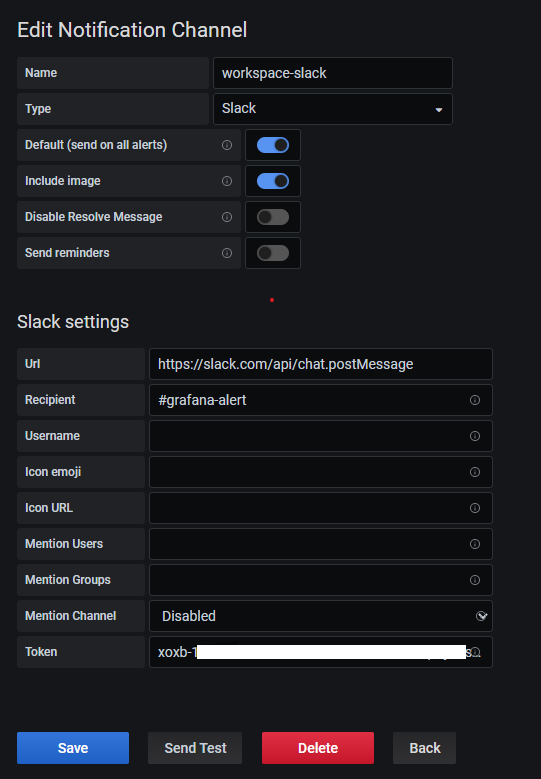 Edit Notification Channel
Name workspace-slack
Type Slack
Default (send on all alerts)
Include image
Disable Resolve Message
Send reminders
Slack settings
Url https://slack.com/api/chat.postMessage
Recipient #grafana-alert
Username
Icon emoji
Icon URL
Mention Users
Mention Groups
Mention Channel Disabled
Token xoxb-1
Save Send Test Delete Back